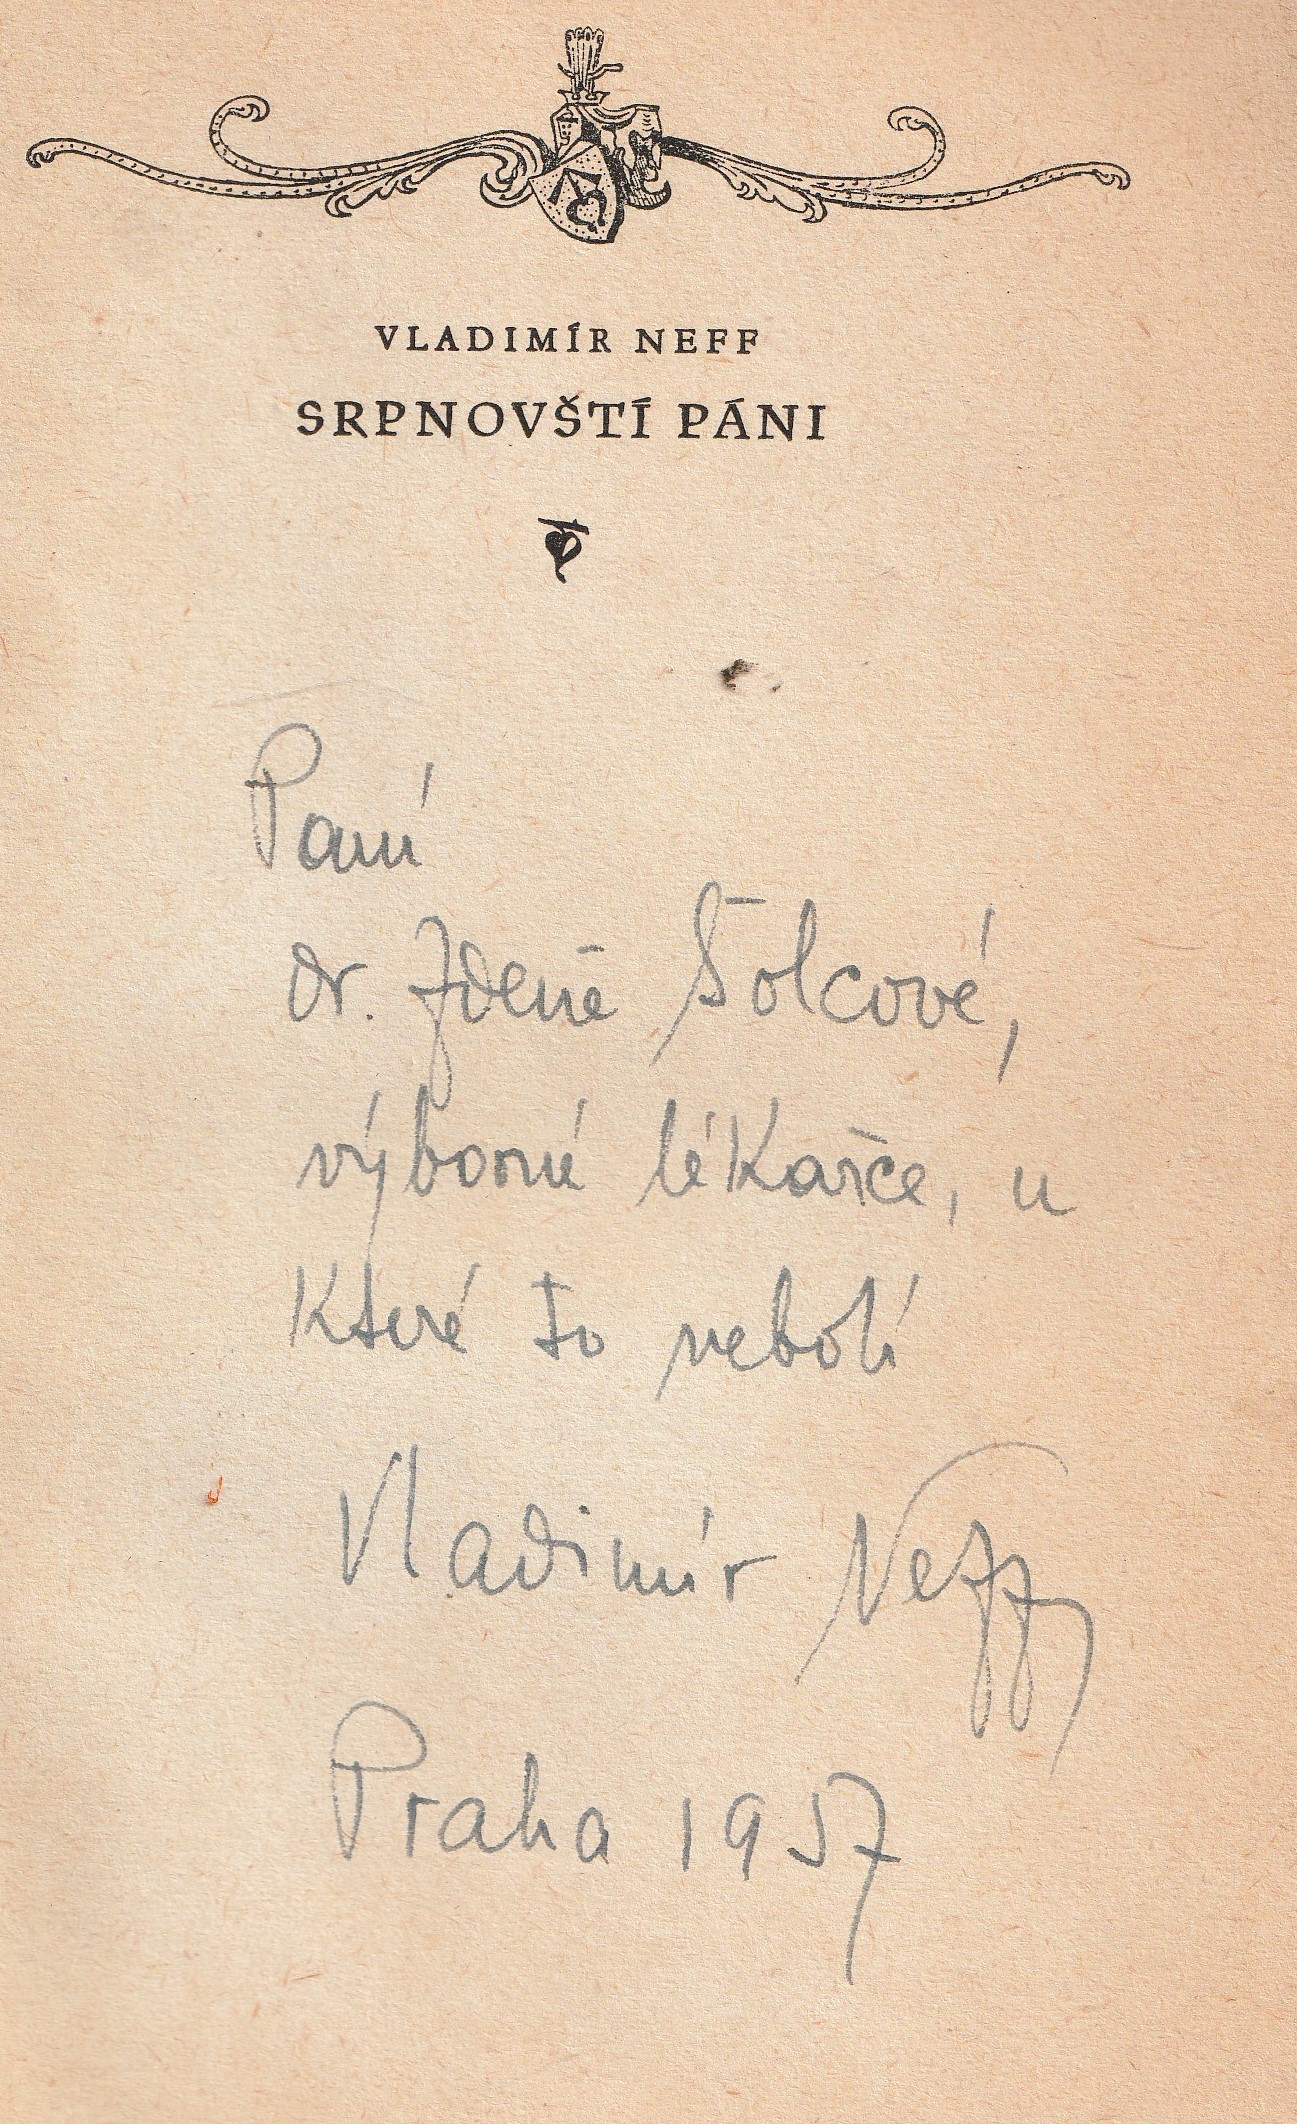 VLADIMÍR NEFF
SRPNOVŠTÍ PÁNI
Paní
dr. Zdeně Šolcové,
výborné lékařce, u
které to nebolí
Vladimír Neff
Praha 1957